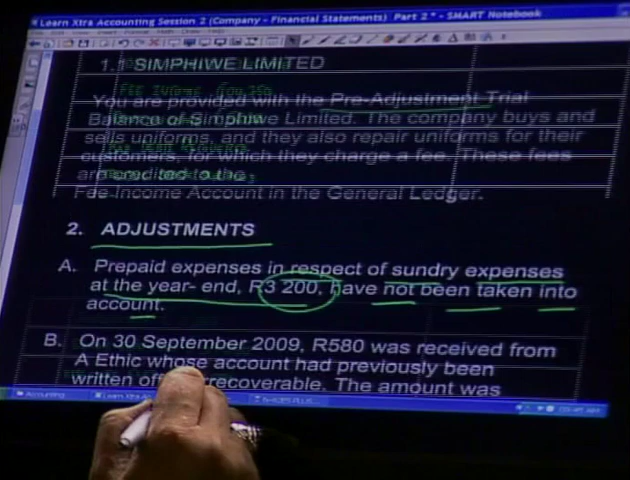 Learn Xtra Accounting Session 2 (Company - Financial Statements) Part 2 * - SMART Notebook
1.1 SIMPHIWE LIMITED
You are provided with the Pre-Adjustment Trial
Balance of Simphiwe Limited. The company buys and
sells uniforms, and they also repair uniforms for their
customers, for which they charge a fee. These fees
are credited to the
Fee Income Account in the General Ledger.
2. ADJUSTMENTS
A. Prepaid expenses in respect of sundry expenses
at the year- end, R3 200, have not been taken into
account.
B. On 30 September 2009, R580 was received from
A Ethic whose account had previously been
written off irrecoverable. The amount was
Accounting